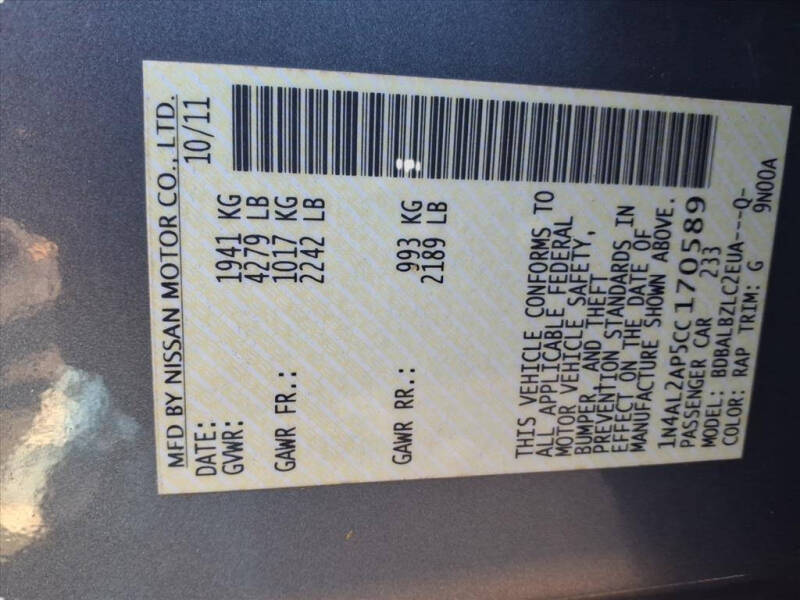 MFD BY NISSAN MOTOR CO., LTD.
DATE: 10/11
GVWR: 1941 KG
4279 LB
GAWR FR.: 1017 KG
2242 LB
GAWR RR.: 993 KG
2189 LB
THIS VEHICLE CONFORMS TO
ALL APPLICABLE FEDERAL
MOTOR VEHICLE SAFETY,
BUMPER, AND THEFT
PREVENTION STANDARDS IN
EFFECT ON THE DATE OF
MANUFACTURE SHOWN ABOVE.
1N4AL2AP5CC170589
PASSENGER CAR 233
MODEL: BDBALBZLC2EUA---Q-
COLOR: RAP TRIM: G 9N00A